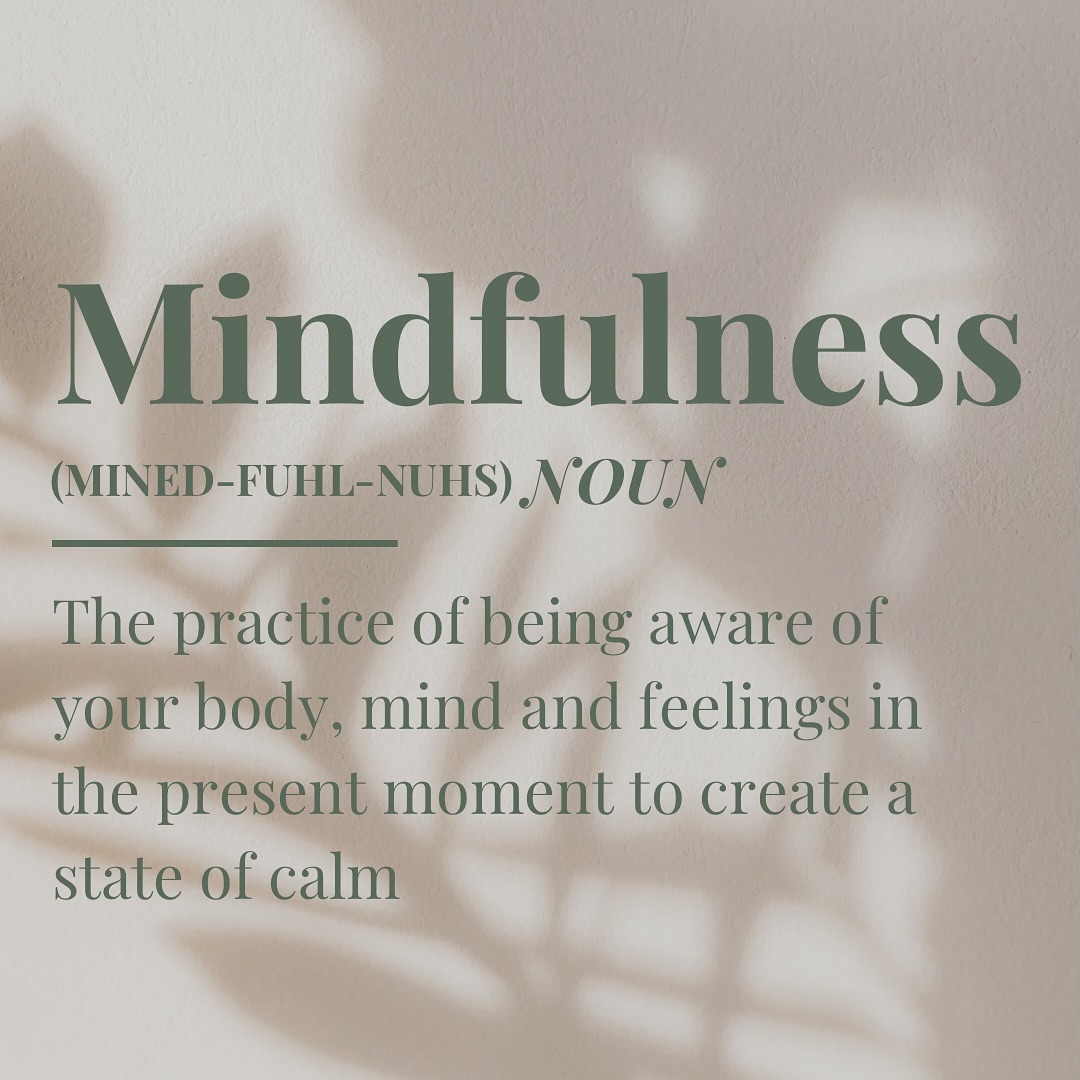 Mindfulness
(MINED-FUHL-NUHS) NOUN
The practice of being aware of
your body, mind and feelings in
the present moment to create a
state of calm